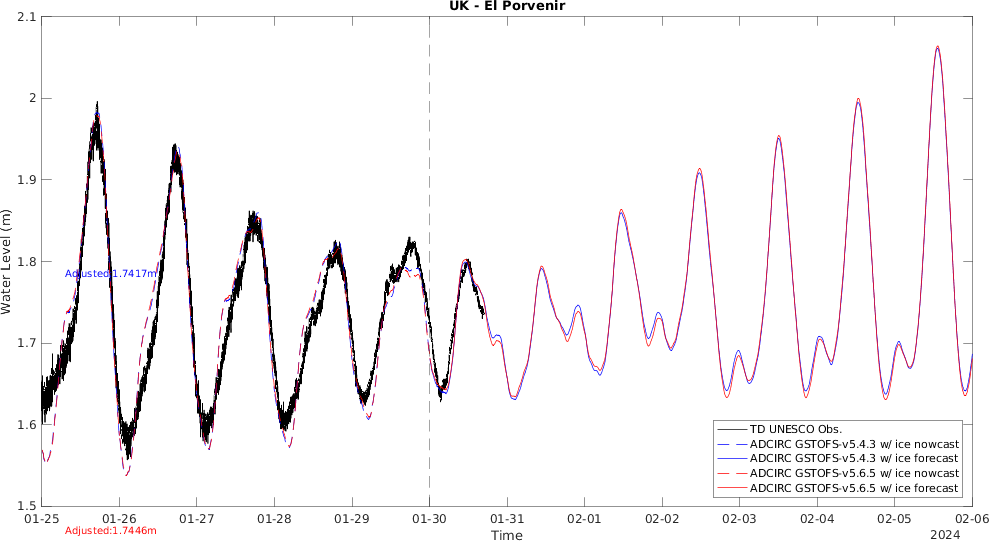 UK - El Porvenir
2.1
2
1.9
1.8
1.7
1.6
1.5
Water Level (m)
Adjusted:1.7417m
TD UNESCO Obs.
ADCIRC GSTOFS-v5.4.3 w/ ice nowcast
ADCIRC GSTOFS-v5.4.3 w/ ice forecast
ADCIRC GSTOFS-v5.6.5 w/ ice nowcast
ADCIRC GSTOFS-v5.6.5 w/ ice forecast
01-25 01-26 01-27 01-28 01-29 01-30 01-31 02-01 02-02 02-03 02-04 02-05 02-06
Adjusted:1.7446m
Time
2024